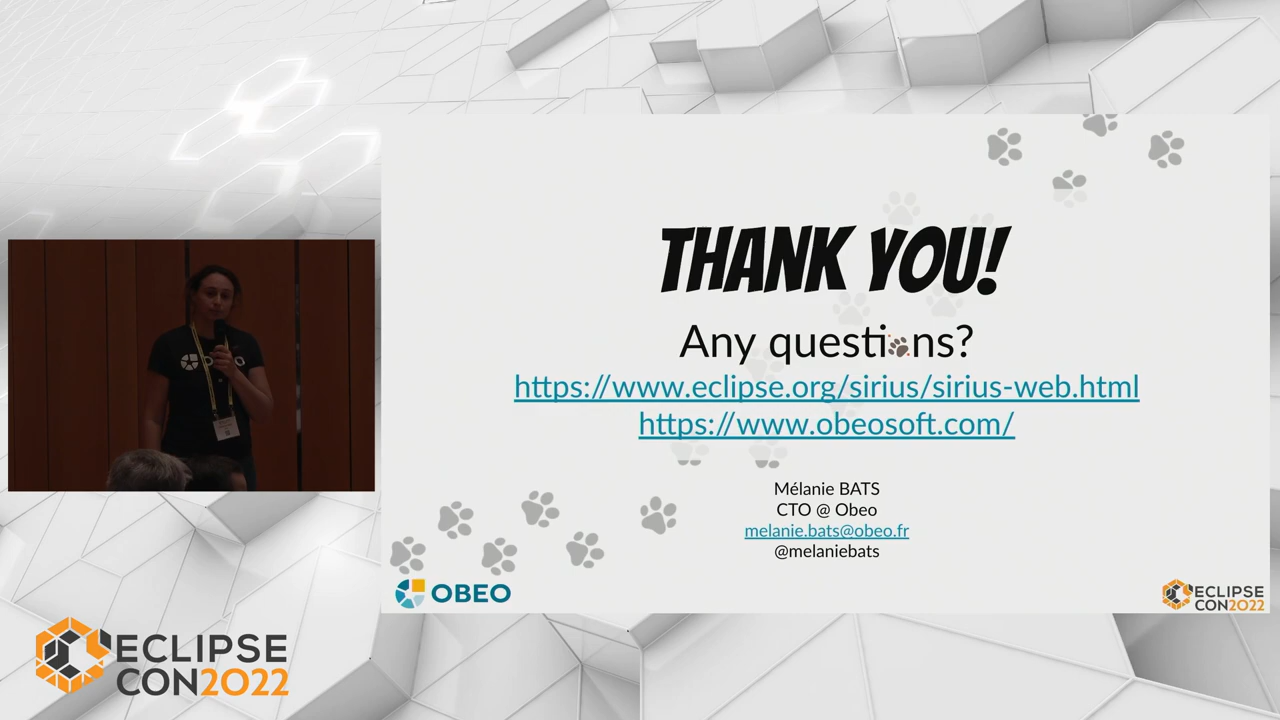 THANK YOU!
Any questions?
https://www.eclipse.org/sirius/sirius-web.html
https://www.obeosoft.com/
Mélanie BATS
CTO @ Obeo
melanie.bats@obeo.fr
@melaniebats
OBEO
ECLIPSE
CON2022
ECLIPSE
CON2022